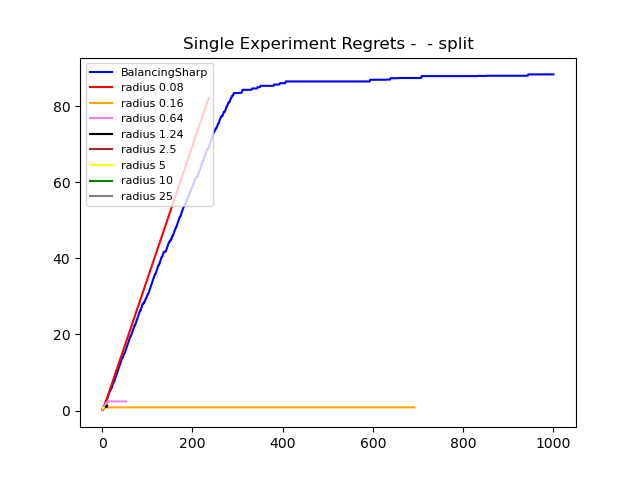 Single Experiment Regrets -  - split
BalancingSharp
radius 0.08
radius 0.16
radius 0.64
radius 1.24
radius 2.5
radius 5
radius 10
radius 25
80
60
40
20
0
0 200 400 600 800 1000